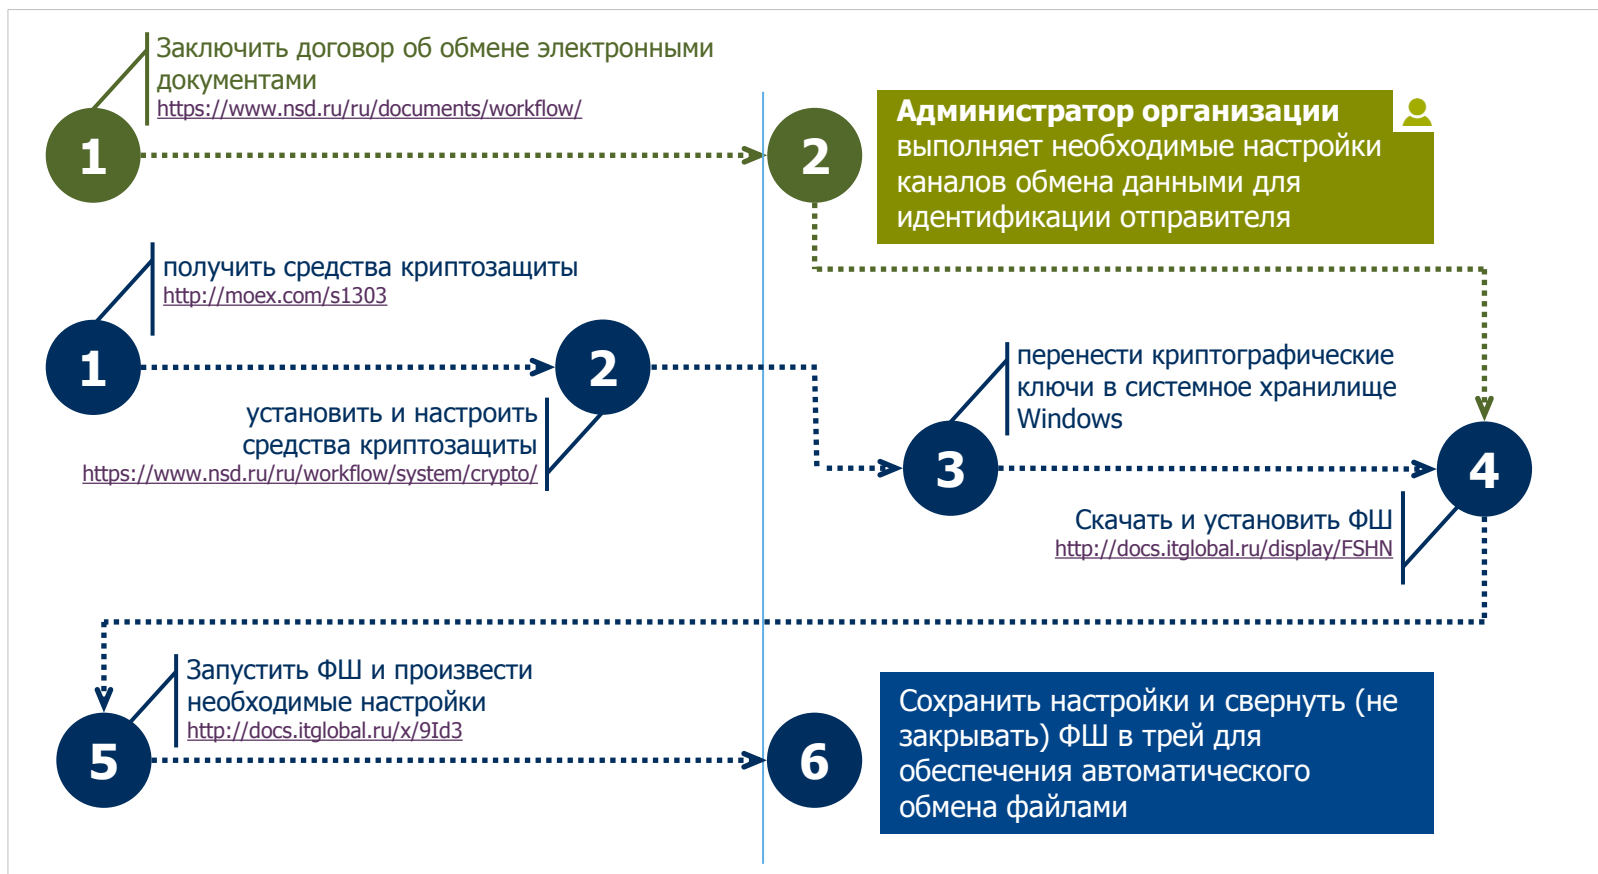 Заключить договор об обмене электронными
документами
https://www.nsd.ru/ru/documents/workflow/
1
2
Администратор организации
выполняет необходимые настройки
каналов обмена данными для
идентификации отправителя
получить средства криптозащиты
http://moex.com/s1303
1
2
установить и настроить
средства криптозащиты
https://www.nsd.ru/ru/workflow/system/crypto/
перенести криптографические
ключи в системное хранилище
Windows
3
4
Скачать и установить ФШ
http://docs.itglobal.ru/display/FSHN
Запустить ФШ и произвести
необходимые настройки
http://docs.itglobal.ru/x/9Id3
5
6
Сохранить настройки и свернуть (не
закрывать) ФШ в трей для
обеспечения автоматического
обмена файлами